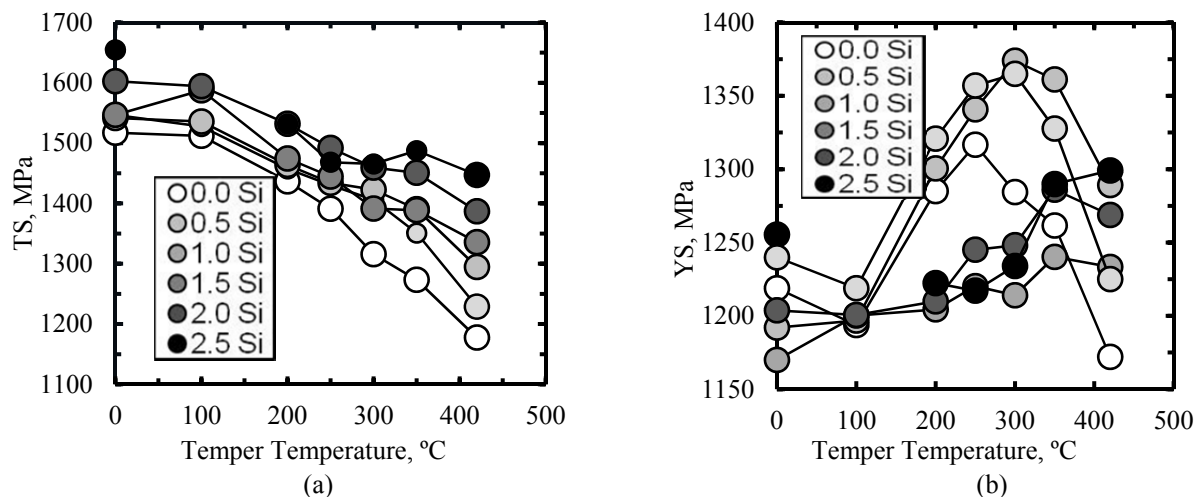 1700
1600
1500
1400
1300
1200
1100
TS, MPa
0.0 Si
0.5 Si
1.0 Si
1.5 Si
2.0 Si
2.5 Si
0 100 200 300 400 500
Temper Temperature, ºC
(a)
1400
1350
1300
1250
1200
1150
YS, MPa
0.0 Si
0.5 Si
1.0 Si
1.5 Si
2.0 Si
2.5 Si
0 100 200 300 400 500
Temper Temperature, ºC
(b)